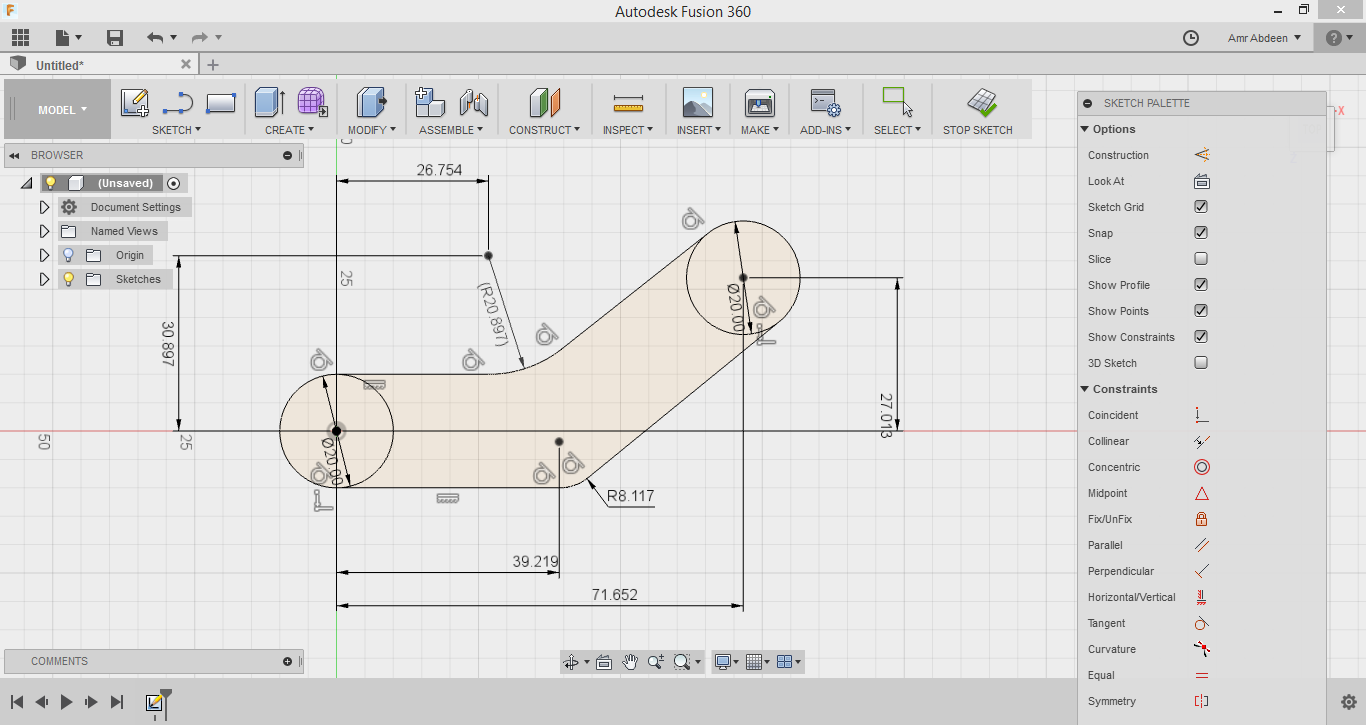 Autodesk Fusion 360
Amr Abdeen
Untitled*
MODEL
SKETCH
CREATE
MODIFY
ASSEMBLE
CONSTRUCT
INSPECT
INSERT
MAKE
ADD-INS
SELECT
STOP SKETCH
BROWSER
(Unsaved)
Document Settings
Named Views
Origin
Sketches
SKETCH PALETTE
X
Options
Construction
Look At
Sketch Grid
Snap
Slice
Show Profile
Show Points
Show Constraints
3D Sketch
Constraints
Coincident
Collinear
Concentric
Midpoint
Fix/UnFix
Parallel
Perpendicular
Horizontal/Vertical
Tangent
Curvature
Equal
Symmetry
26.754
25
(R20.897)
30.897
Ø20.00
27.013
50
25
Ø20.00
R8.117
39.219
71.652
COMMENTS